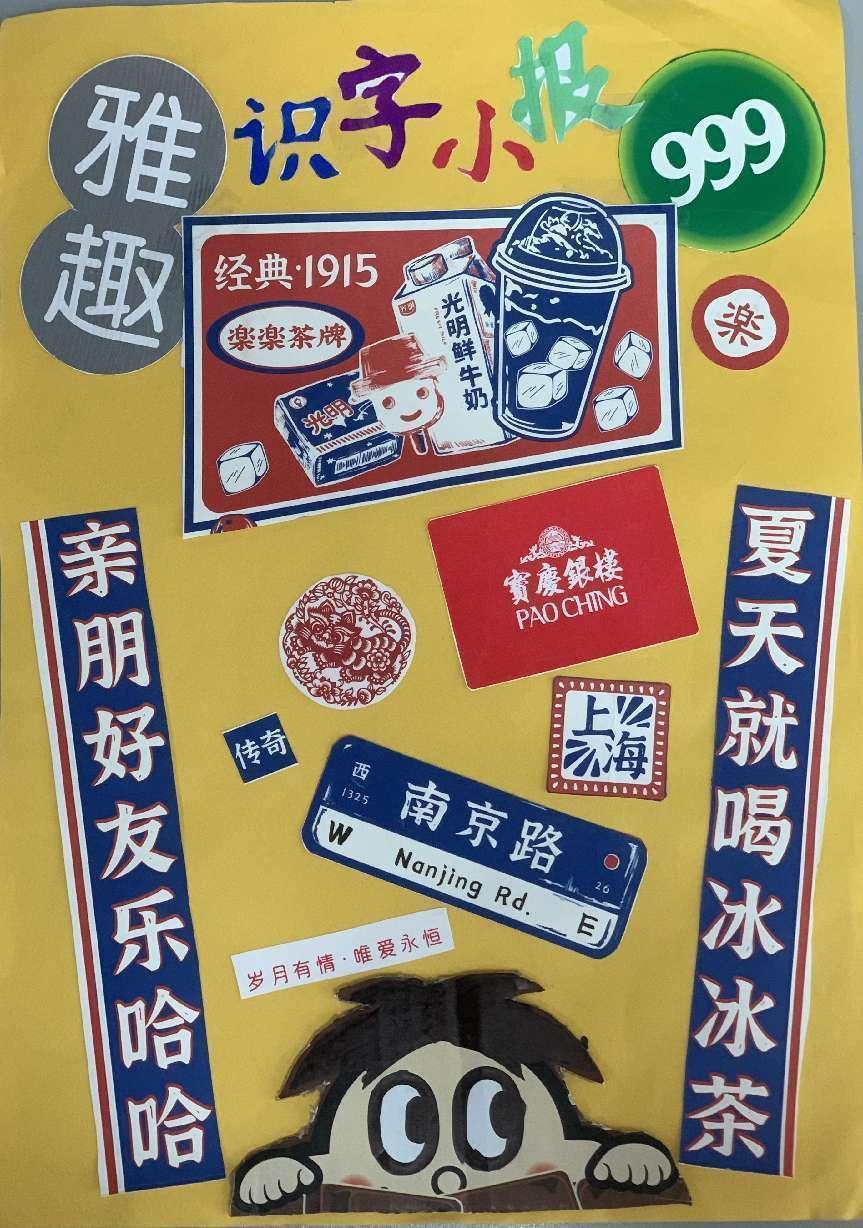 识字小报
雅趣
999
经典·1915
楽楽茶牌
光明鲜牛奶
光明
楽
亲朋好友乐哈哈
夏天就喝冰冰茶
寳慶銀樓
PAO CHING
上海
传奇
西
1325
南京路
W
Nanjing Rd.
26
E
岁月有情·唯爱永恒